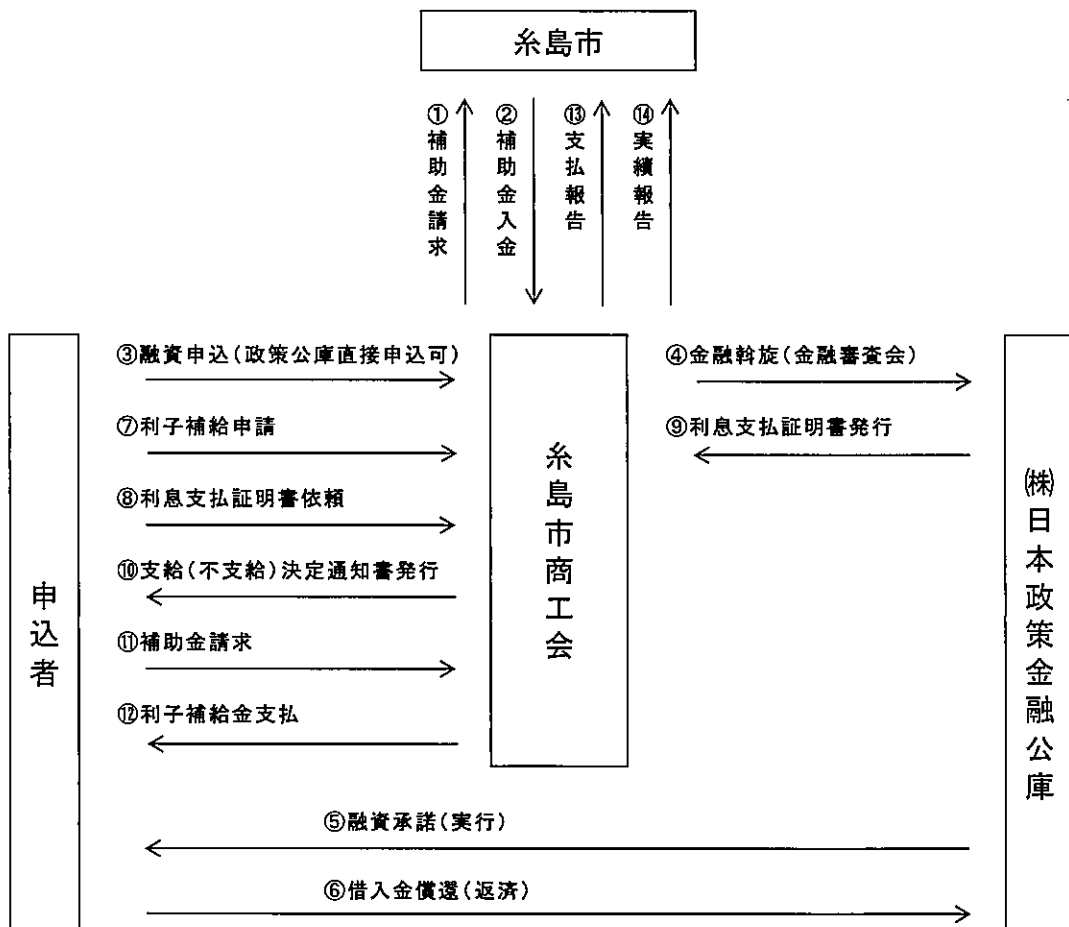 糸島市
①補助金請求
②補助金入金
⑬支払報告
⑭実績報告
③融資申込(政策公庫直接申込可)
④金融斡旋(金融審査会)
⑦利子補給申請
⑨利息支払証明書発行
⑧利息支払証明書依頼
⑩支給(不支給)決定通知書発行
⑪補助金請求
⑫利子補給金支払
申込者
糸島市商工会
㈱日本政策金融公庫
⑤融資承諾(実行)
⑥借入金償還(返済)